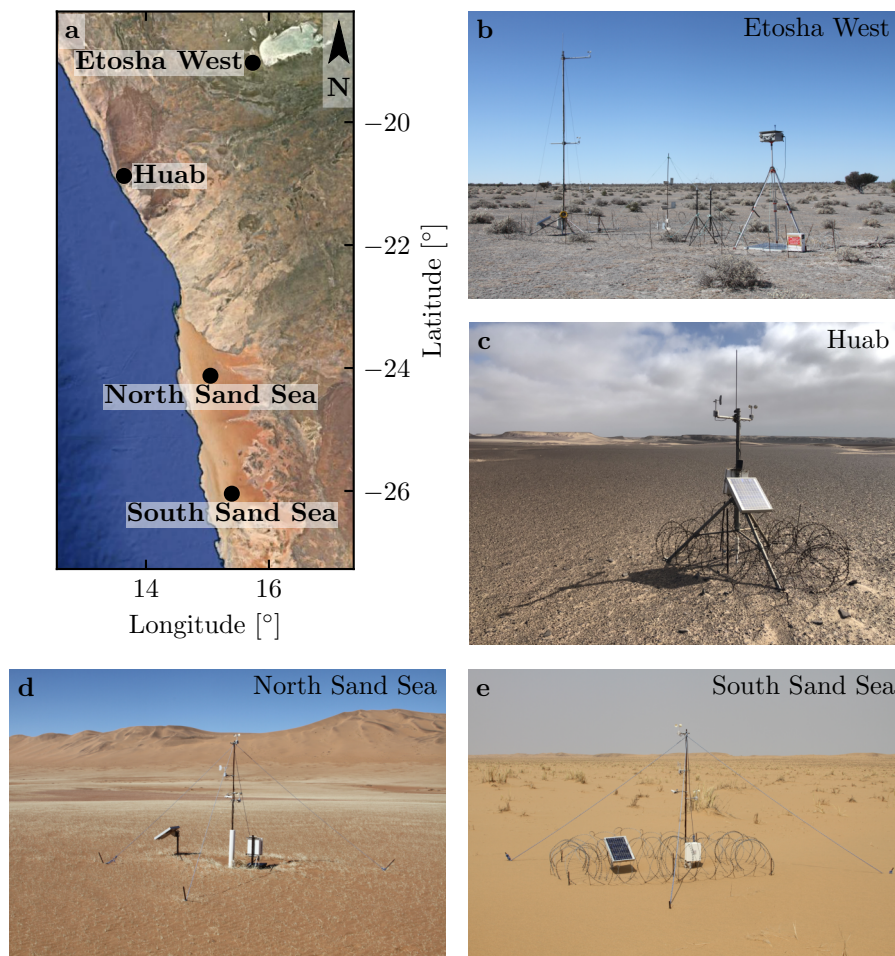 a
Etosha West
N
Huab
North Sand Sea
South Sand Sea
−20
−22
−24
−26
Latitude [°]
14
16
Longitude [°]
b
Etosha West
c
Huab
d
North Sand Sea
e
South Sand Sea